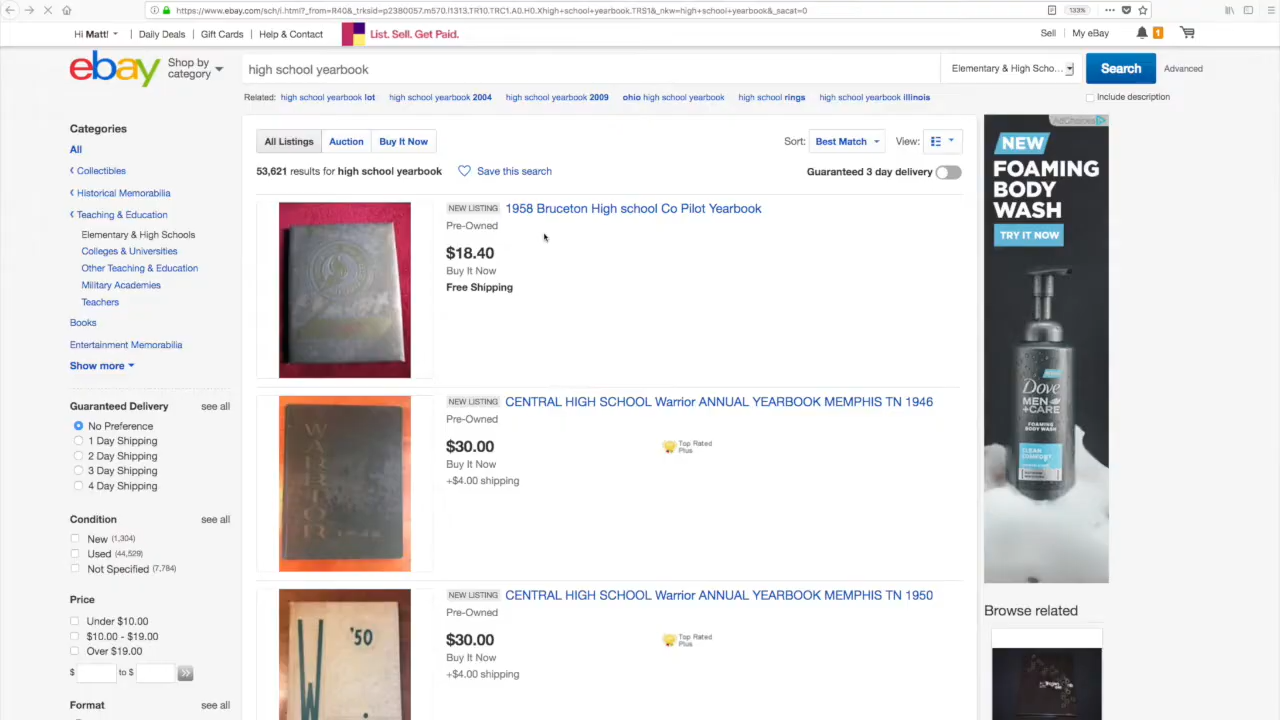 https://www.ebay.com/sch/i.html?_from=R40&_trksid=p2380057.m570.l1313.TR10.TRC1.A0.H0.Xhigh+school+yearbook.TRS1&_nkw=high+school+yearbook&_sacat=0
133%
Hi Matt!
Daily Deals
Gift Cards
Help & Contact
List. Sell. Get Paid.
Sell
My eBay
1
ebay
Shop by
category
high school yearbook
Elementary & High Scho...
Search
Advanced
Related:
high school yearbook lot
high school yearbook 2004
high school yearbook 2009
ohio high school yearbook
high school rings
high school yearbook illinois
Include description
Categories
All
Collectibles
Historical Memorabilia
Teaching & Education
Elementary & High Schools
Colleges & Universities
Other Teaching & Education
Military Academies
Teachers
Books
Entertainment Memorabilia
Show more
Guaranteed Delivery
see all
No Preference
1 Day Shipping
2 Day Shipping
3 Day Shipping
4 Day Shipping
Condition
see all
New (1,304)
Used (44,529)
Not Specified (7,784)
Price
Under $10.00
$10.00 - $19.00
Over $19.00
$ to $
Format
see all
All Listings
Auction
Buy It Now
Sort:
Best Match
View:
53,621 results for high school yearbook
Save this search
Guaranteed 3 day delivery
NEW LISTING
1958 Bruceton High school Co Pilot Yearbook
Pre-Owned
$18.40
Buy It Now
Free Shipping
WARRIOR
NEW LISTING
CENTRAL HIGH SCHOOL Warrior ANNUAL YEARBOOK MEMPHIS TN 1946
Pre-Owned
$30.00
Top Rated
Plus
Buy It Now
+$4.00 shipping
W
'50
NEW LISTING
CENTRAL HIGH SCHOOL Warrior ANNUAL YEARBOOK MEMPHIS TN 1950
Pre-Owned
$30.00
Top Rated
Plus
Buy It Now
+$4.00 shipping
AdChoices
NEW
FOAMING
BODY
WASH
TRY IT NOW
Dove
MEN
+CARE
FOAMING
BODY WASH
CLEAN
COMFORT
Browse related